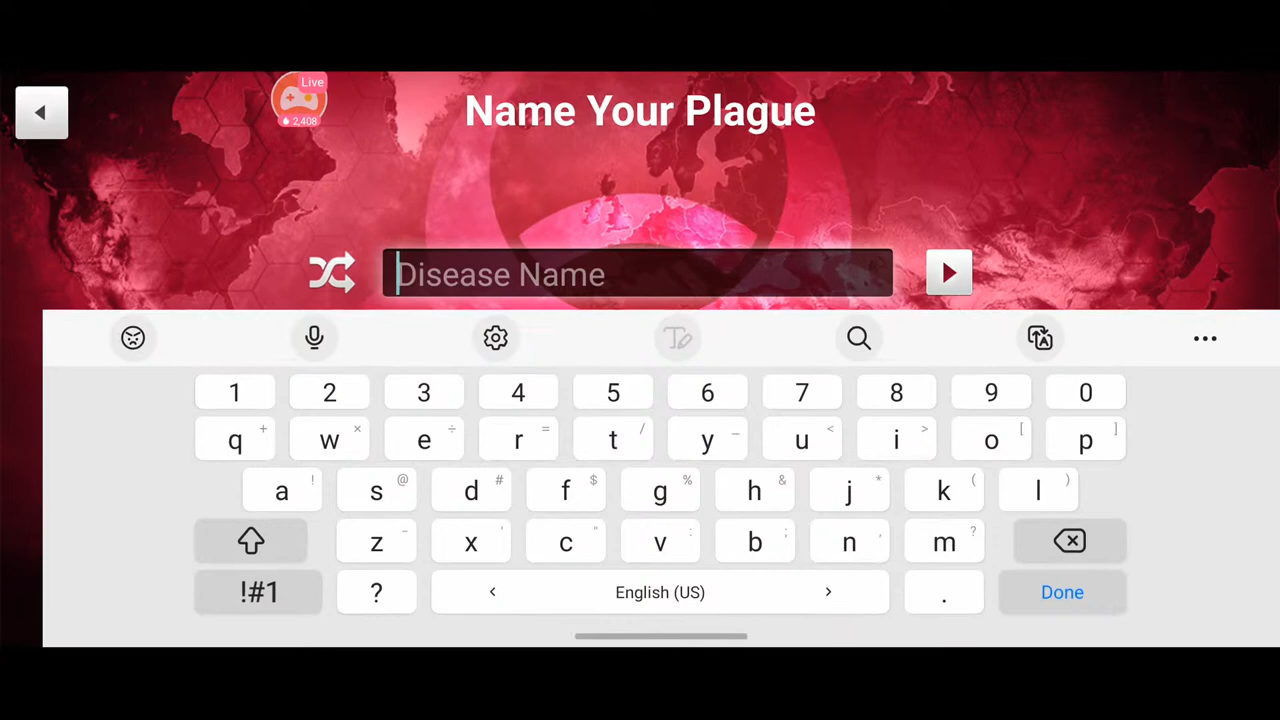 Live
2,408
Name Your Plague
Disease Name
1 2 3 4 5 6 7 8 9 0
q + w × e ÷ r = t / y _ u < i > o [ p ]
a ! s @ d # f $ g % h & j * k ( l )
z - x ' c " v : b ; n , m ?
!#1 ? < English (US) > . Done